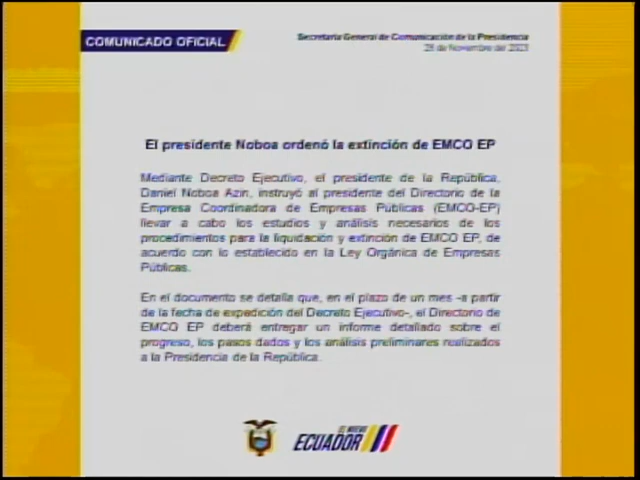 COMUNICADO OFICIAL
Secretaría General de Comunicación de la Presidencia
28 de Noviembre del 2023
El presidente Noboa ordenó la extinción de EMCO EP
Mediante Decreto Ejecutivo, el presidente de la República,
Daniel Noboa Azin, instruyó al presidente del Directorio de la
Empresa Coordinadora de Empresas Públicas (EMCO-EP)
llevar a cabo los estudios y análisis necesarios de los
procedimientos para la liquidación y extinción de EMCO EP, de
acuerdo con lo establecido en la Ley Orgánica de Empresas
Públicas.
En el documento se detalla que, en el plazo de un mes -a partir
de la fecha de expedición del Decreto Ejecutivo-, el Directorio de
EMCO EP deberá entregar un informe detallado sobre el
progreso, los pasos dados y los análisis preliminares realizados
a la Presidencia de la República.
EL NUEVO
ECUADOR